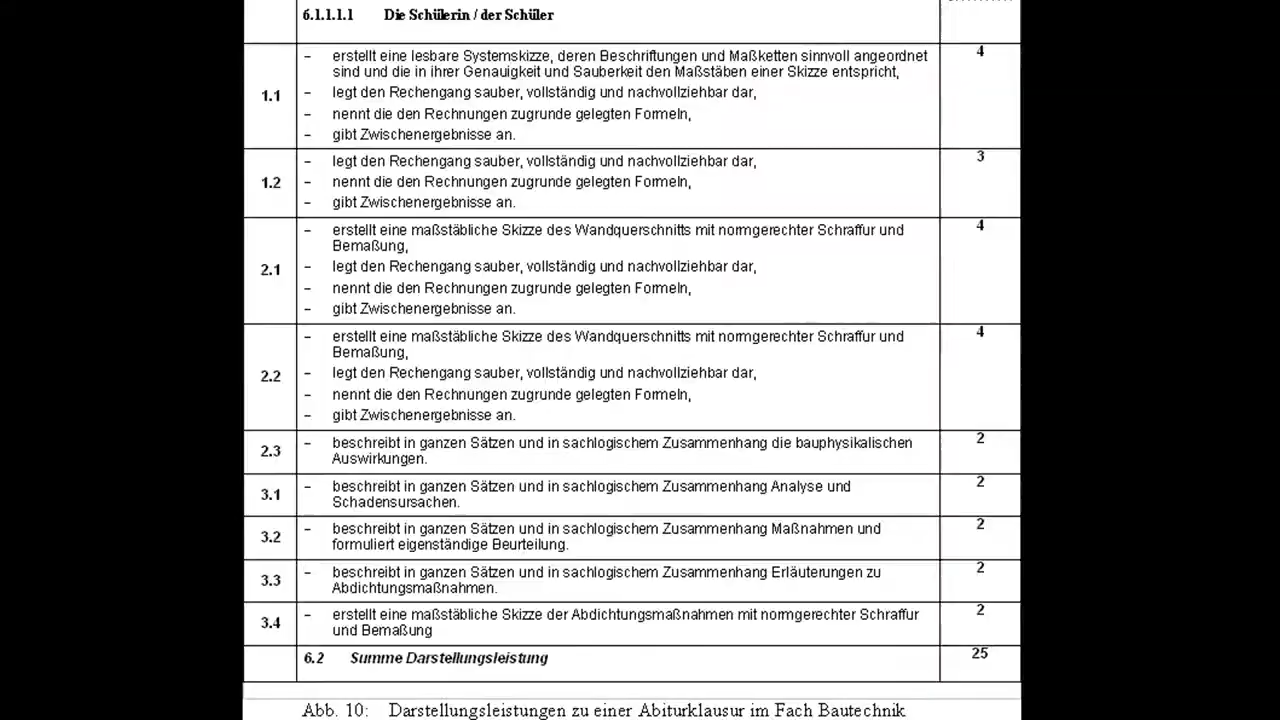 6.1.1.1.1 Die Schülerin / der Schüler
1.1
– erstellt eine lesbare Systemskizze, deren Beschriftungen und Maßketten sinnvoll angeordnet
sind und die in ihrer Genauigkeit und Sauberkeit den Maßstäben einer Skizze entspricht,
– legt den Rechengang sauber, vollständig und nachvollziehbar dar,
– nennt die den Rechnungen zugrunde gelegten Formeln,
– gibt Zwischenergebnisse an.
4
1.2
– legt den Rechengang sauber, vollständig und nachvollziehbar dar,
– nennt die den Rechnungen zugrunde gelegten Formeln,
– gibt Zwischenergebnisse an.
3
2.1
– erstellt eine maßstäbliche Skizze des Wandquerschnitts mit normgerechter Schraffur und
Bemaßung,
– legt den Rechengang sauber, vollständig und nachvollziehbar dar,
– nennt die den Rechnungen zugrunde gelegten Formeln,
– gibt Zwischenergebnisse an.
4
2.2
– erstellt eine maßstäbliche Skizze des Wandquerschnitts mit normgerechter Schraffur und
Bemaßung,
– legt den Rechengang sauber, vollständig und nachvollziehbar dar,
– nennt die den Rechnungen zugrunde gelegten Formeln,
– gibt Zwischenergebnisse an.
4
2.3
– beschreibt in ganzen Sätzen und in sachlogischem Zusammenhang die bauphysikalischen
Auswirkungen.
2
3.1
– beschreibt in ganzen Sätzen und in sachlogischem Zusammenhang Analyse und
Schadensursachen.
2
3.2
– beschreibt in ganzen Sätzen und in sachlogischem Zusammenhang Maßnahmen und
formuliert eigenständige Beurteilung.
2
3.3
– beschreibt in ganzen Sätzen und in sachlogischem Zusammenhang Erläuterungen zu
Abdichtungsmaßnahmen.
2
3.4
– erstellt eine maßstäbliche Skizze der Abdichtungsmaßnahmen mit normgerechter Schraffur
und Bemaßung
2
6.2 Summe Darstellungsleistung
25
Abb. 10: Darstellungsleistungen zu einer Abiturklausur im Fach Bautechnik